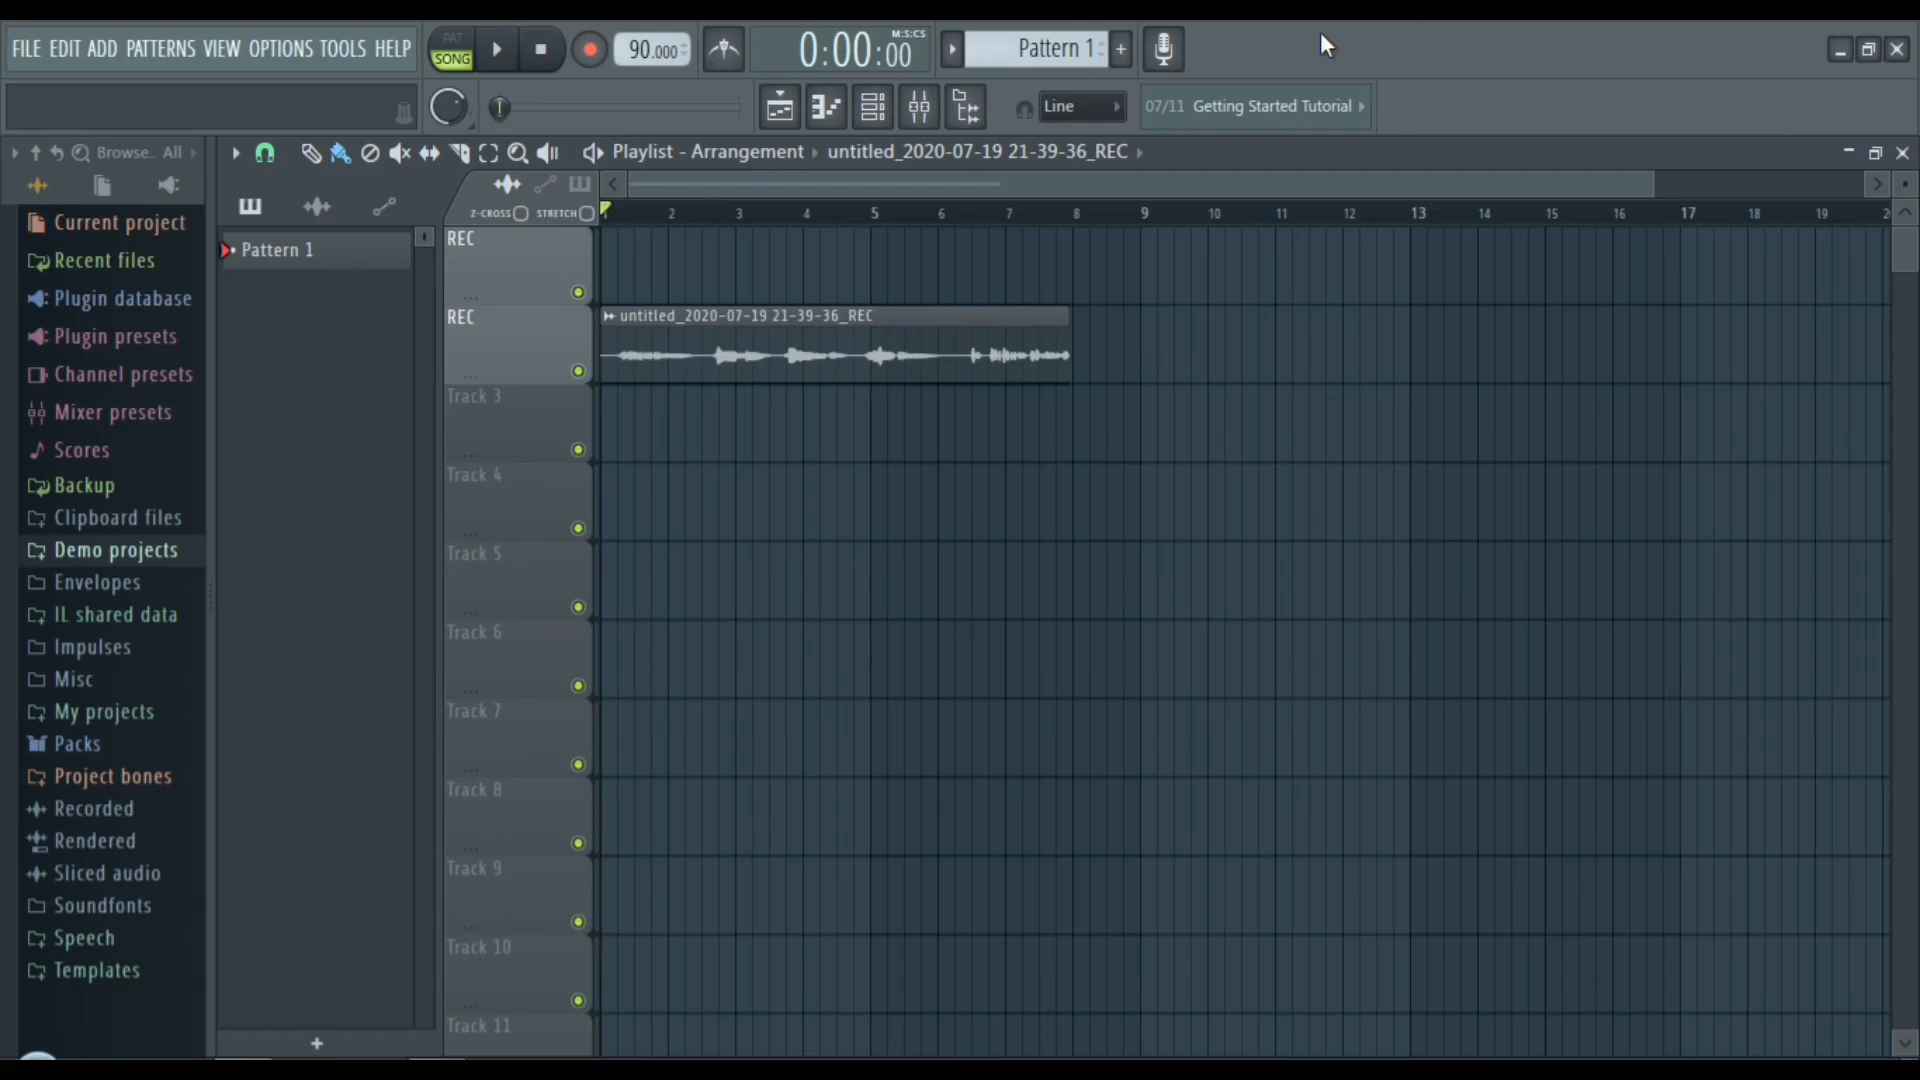 FILE EDIT ADD PATTERNS VIEW OPTIONS TOOLS HELP
PAT
SONG
90.000
M:S:CS
0:00:00
Pattern 1
+
Line
07/11 Getting Started Tutorial
Browse.. All
Playlist - Arrangement
untitled_2020-07-19 21-39-36_REC
Z-CROSS
STRETCH
2 3 4 5 6 7 8 9 10 11 12 13 14 15 16 17 18 19
Current project
Recent files
Plugin database
Plugin presets
Channel presets
Mixer presets
Scores
Backup
Clipboard files
Demo projects
Envelopes
IL shared data
Impulses
Misc
My projects
Packs
Project bones
Recorded
Rendered
Sliced audio
Soundfonts
Speech
Templates
Pattern 1
+
REC
REC
untitled_2020-07-19 21-39-36_REC
Track 3
Track 4
Track 5
Track 6
Track 7
Track 8
Track 9
Track 10
Track 11